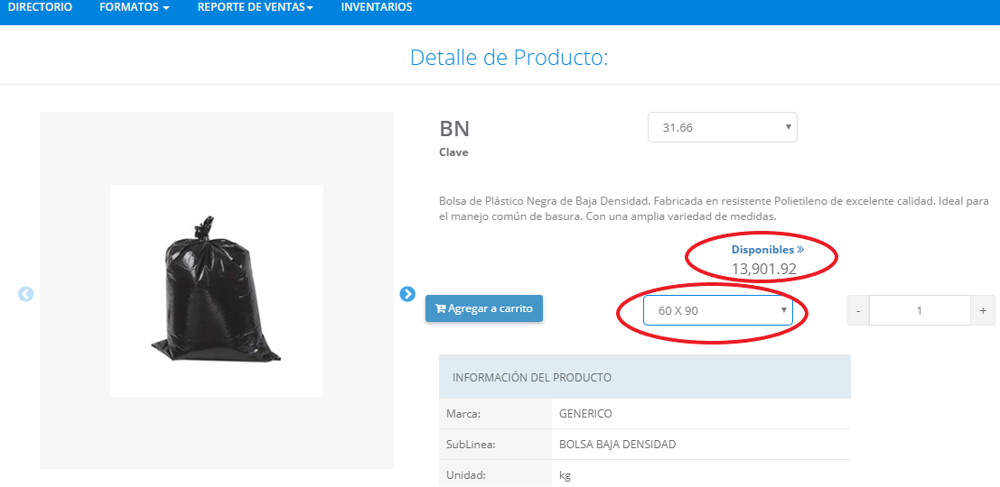 DIRECTORIO FORMATOS REPORTE DE VENTAS INVENTARIOS
Detalle de Producto:
BN
31.66
Clave
Bolsa de Plástico Negra de Baja Densidad. Fabricada en resistente Polietileno de excelente calidad. Ideal para
el manejo común de basura. Con una amplia variedad de medidas.
Disponibles »
13,901.92
Agregar a carrito
60 X 90
- 1 +
INFORMACIÓN DEL PRODUCTO
Marca: GENERICO
SubLinea: BOLSA BAJA DENSIDAD
Unidad: kg